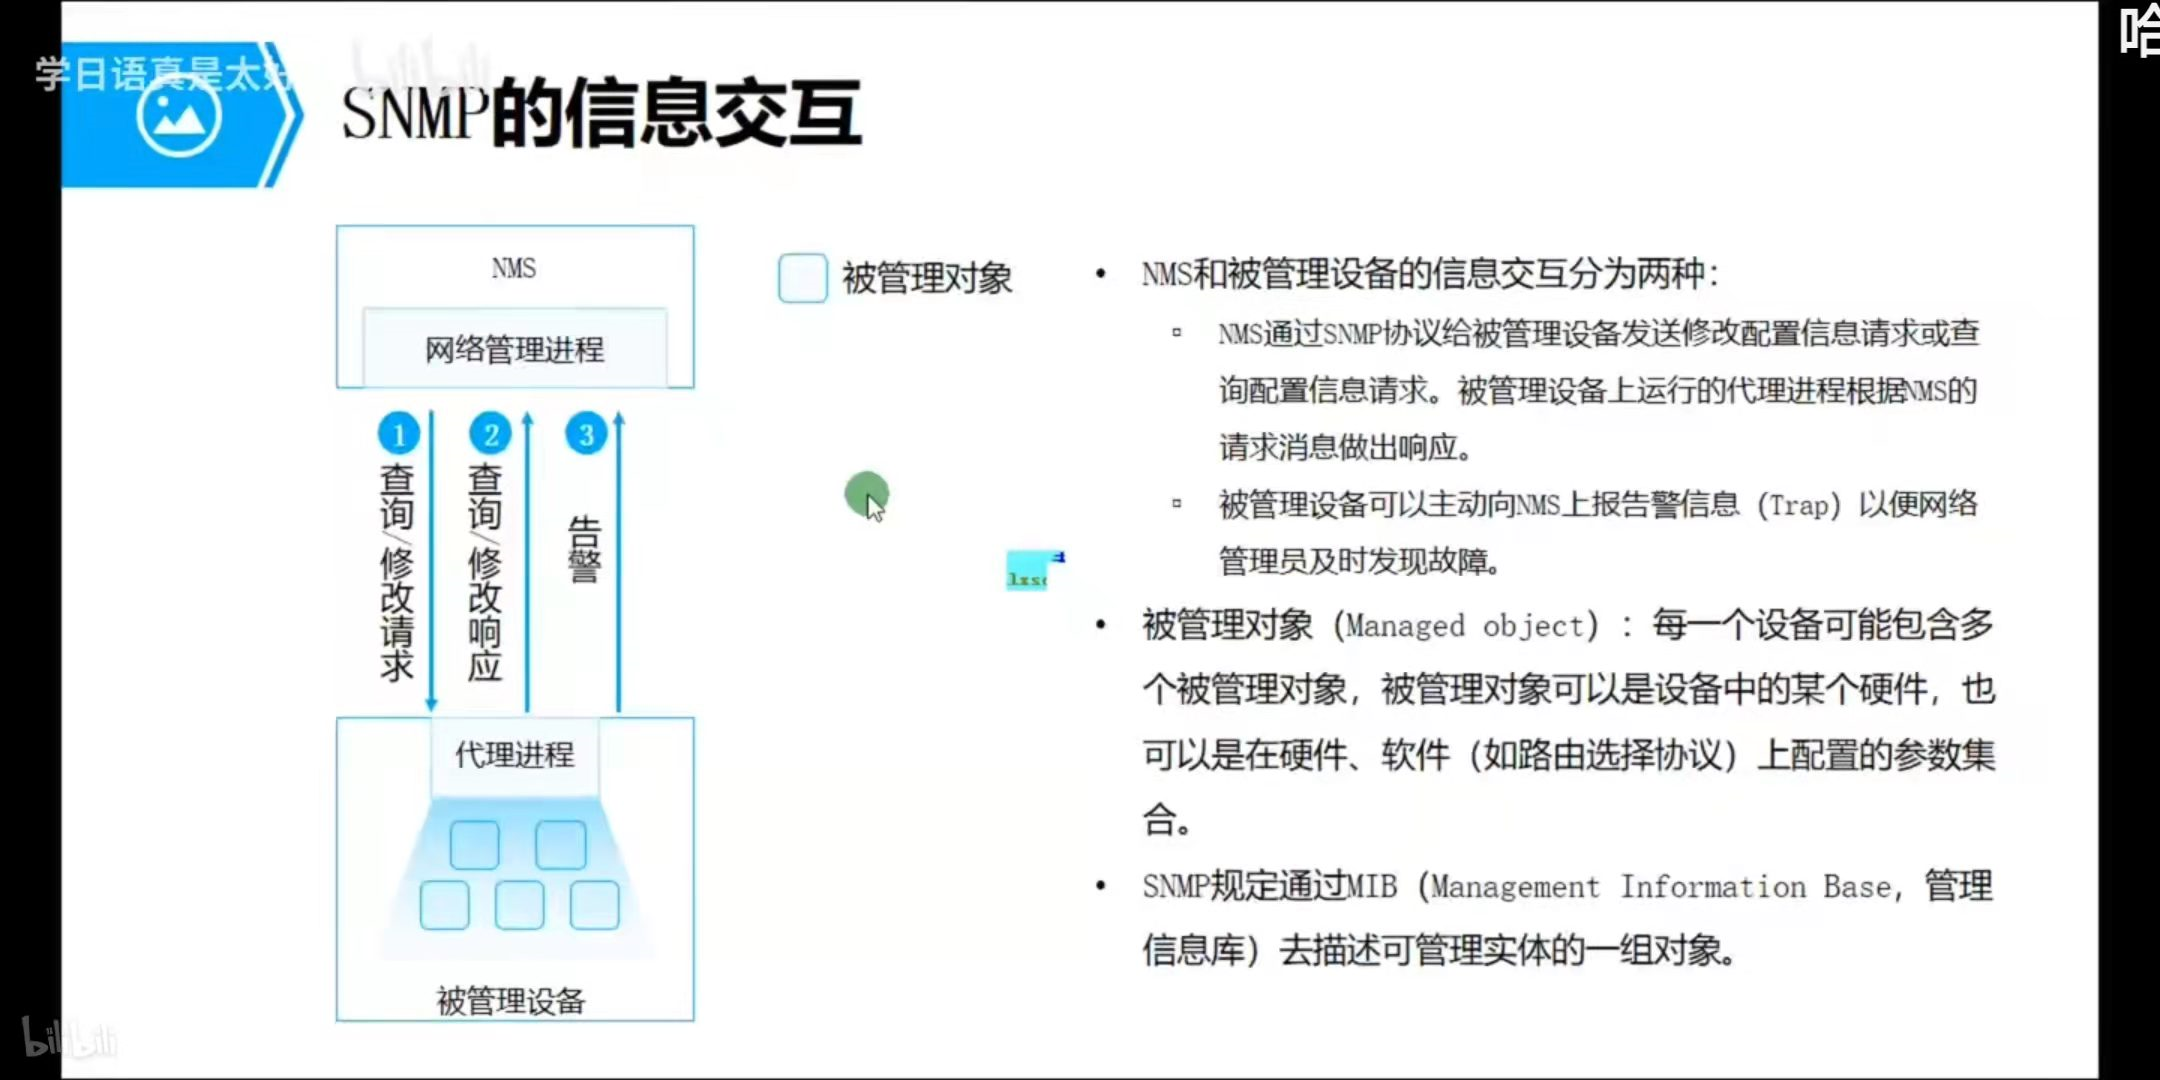 哈
学日语真是太好
bilibili
SNMP的信息交互
NMS
网络管理进程
1
查询/修改请求
2
查询/修改响应
3
告警
代理进程
被管理设备
被管理对象
• NMS和被管理设备的信息交互分为两种：
▫ NMS通过SNMP协议给被管理设备发送修改配置信息请求或查
询配置信息请求。被管理设备上运行的代理进程根据NMS的
请求消息做出响应。
▫ 被管理设备可以主动向NMS上报告警信息（Trap）以便网络
管理员及时发现故障。
• 被管理对象（Managed object）：每一个设备可能包含多
个被管理对象，被管理对象可以是设备中的某个硬件，也
可以是在硬件、软件（如路由选择协议）上配置的参数集
合。
• SNMP规定通过MIB（Management Information Base，管理
信息库）去描述可管理实体的一组对象。
bilibili